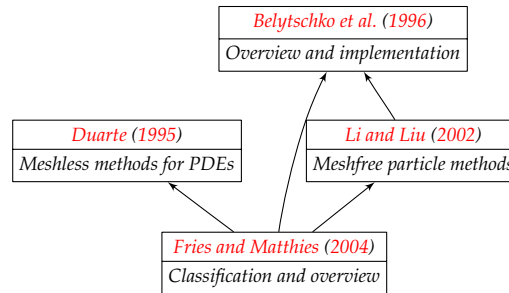 Belytschko et al. (1996)
Overview and implementation
Duarte (1995)
Meshless methods for PDEs
Li and Liu (2002)
Meshfree particle methods
Fries and Matthies (2004)
Classification and overview